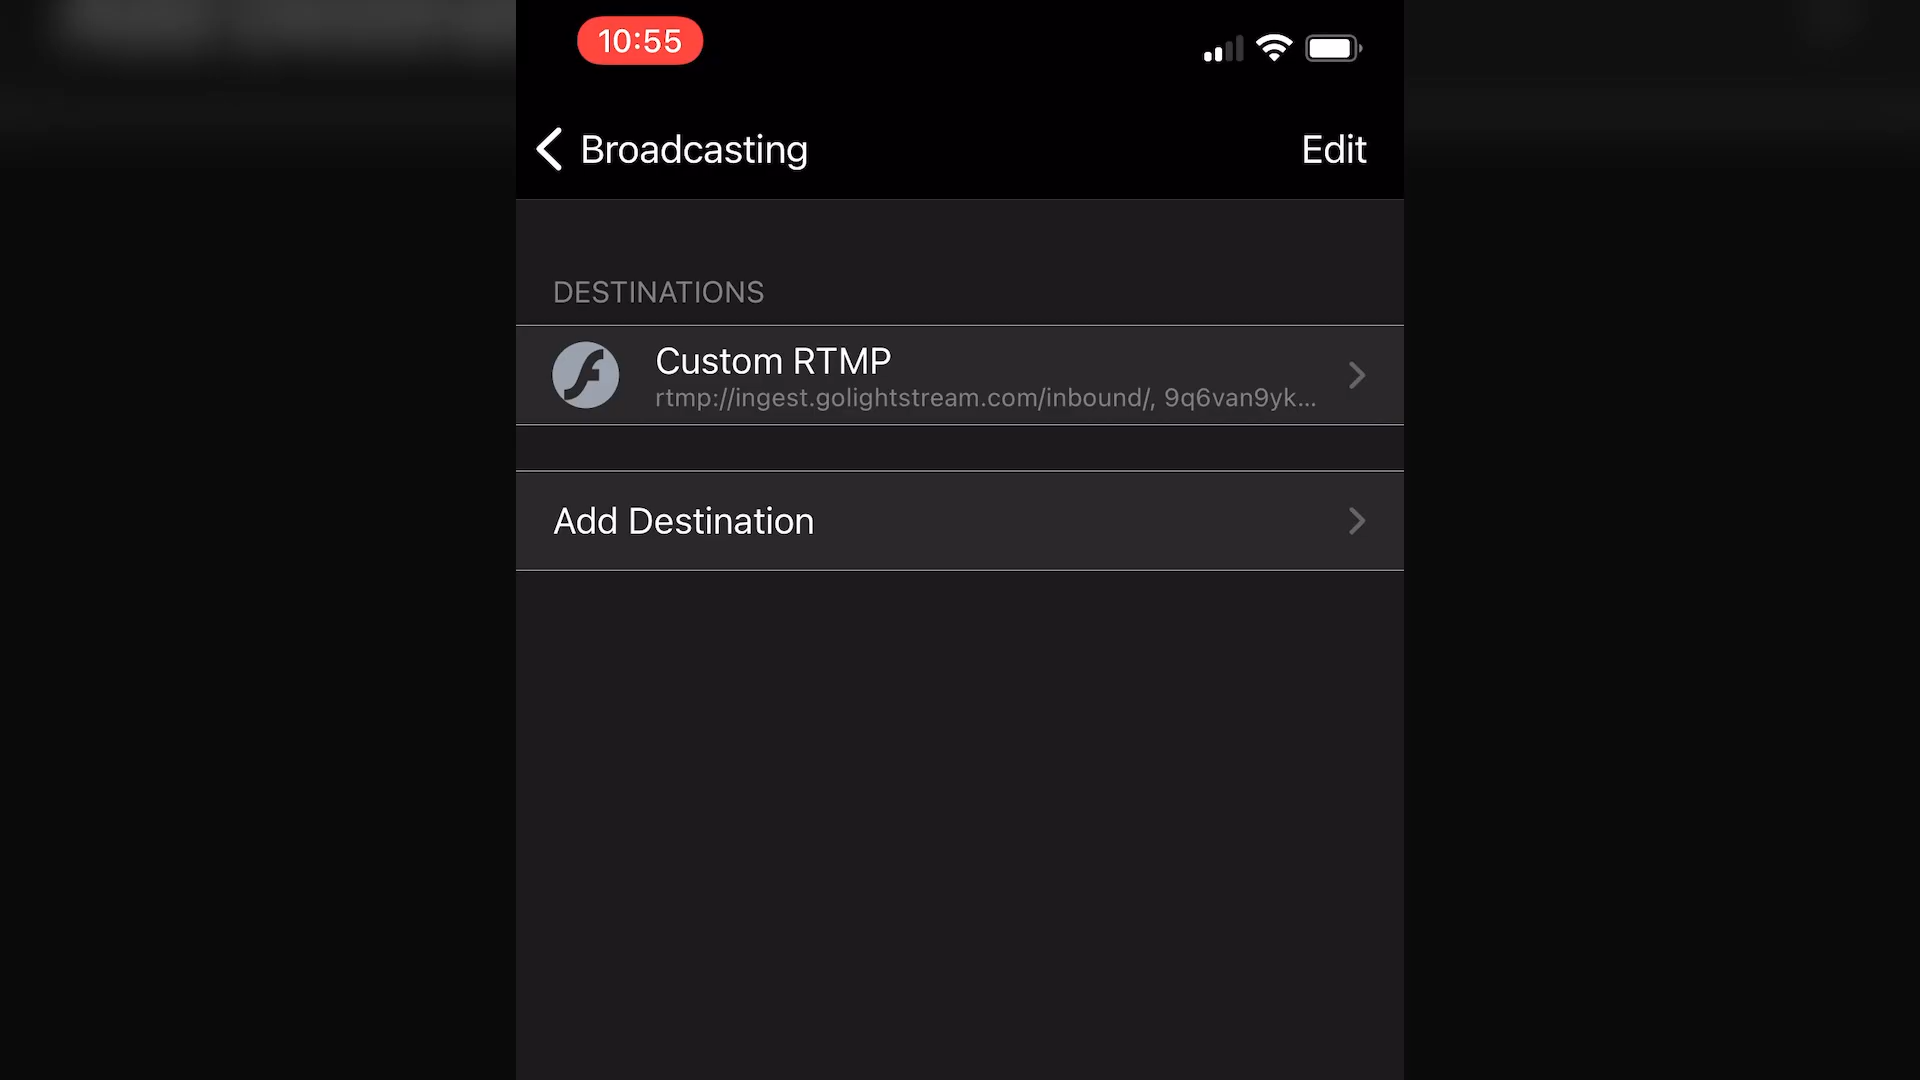 10:55
Broadcasting
Edit
DESTINATIONS
Custom RTMP
rtmp://ingest.golightstream.com/inbound/, 9q6van9yk...
Add Destination